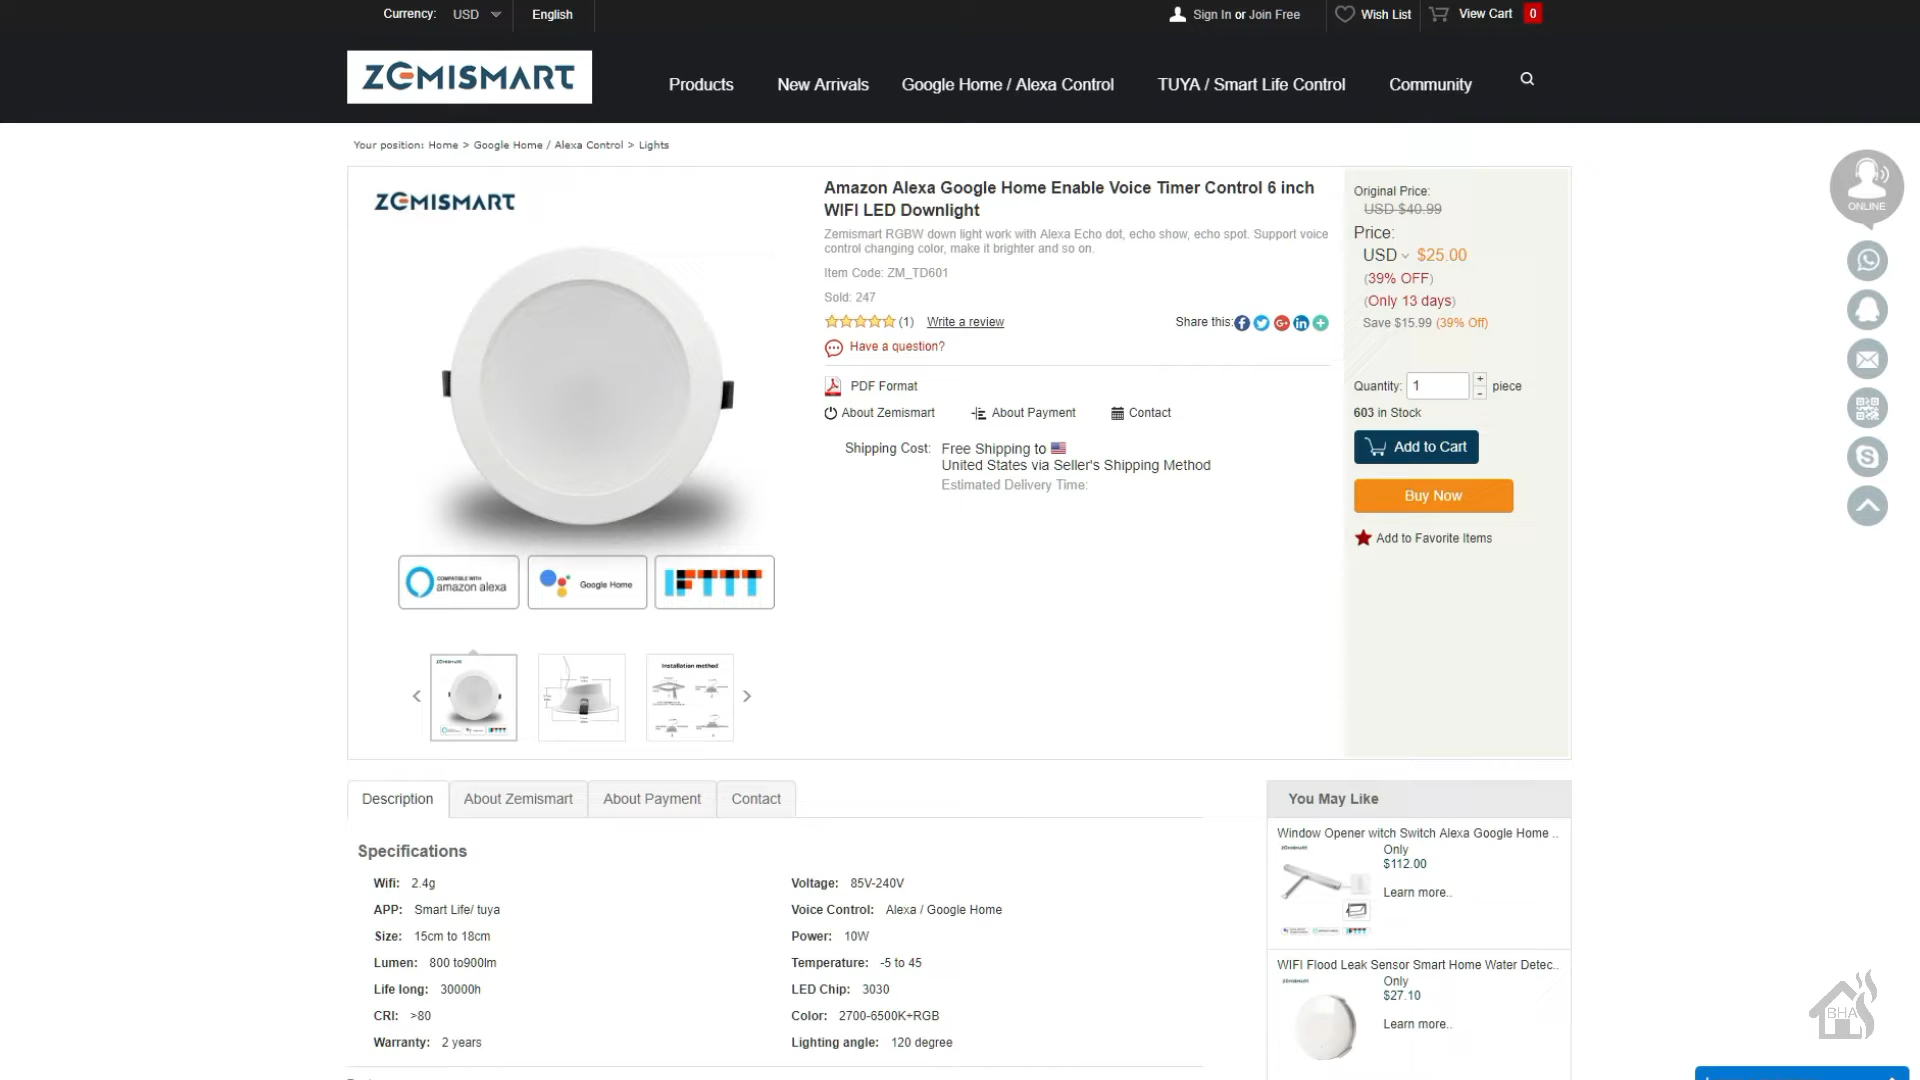 Currency: USD English
Sign In or Join Free Wish List View Cart 0
ZEMISMART
Products New Arrivals Google Home / Alexa Control TUYA / Smart Life Control Community
Your position: Home > Google Home / Alexa Control > Lights
ZEMISMART
COMPATIBLE WITH
amazon alexa
Google Home
IFTTT
Installation method
Amazon Alexa Google Home Enable Voice Timer Control 6 inch
WIFI LED Downlight
Zemismart RGBW down light work with Alexa Echo dot, echo show, echo spot. Support voice
control changing color, make it brighter and so on.
Item Code: ZM_TD601
Sold: 247
(1) Write a review
Share this:
Have a question?
PDF Format
About Zemismart About Payment Contact
Shipping Cost: Free Shipping to
United States via Seller's Shipping Method
Estimated Delivery Time:
Original Price:
USD $40.99
Price:
USD $25.00
(39% OFF)
(Only 13 days)
Save $15.99 (39% Off)
Quantity: 1 + - piece
603 in Stock
Add to Cart
Buy Now
Add to Favorite Items
ONLINE
Description About Zemismart About Payment Contact
Specifications
Wifi: 2.4g
Voltage: 85V-240V
APP: Smart Life/ tuya
Voice Control: Alexa / Google Home
Size: 15cm to 18cm
Power: 10W
Lumen: 800 to900lm
Temperature: -5 to 45
Life long: 30000h
LED Chip: 3030
CRI: >80
Color: 2700-6500K+RGB
Warranty: 2 years
Lighting angle: 120 degree
You May Like
Window Opener witch Switch Alexa Google Home ..
Only
$112.00
Learn more..
WIFI Flood Leak Sensor Smart Home Water Detec..
Only
$27.10
Learn more..
BHA